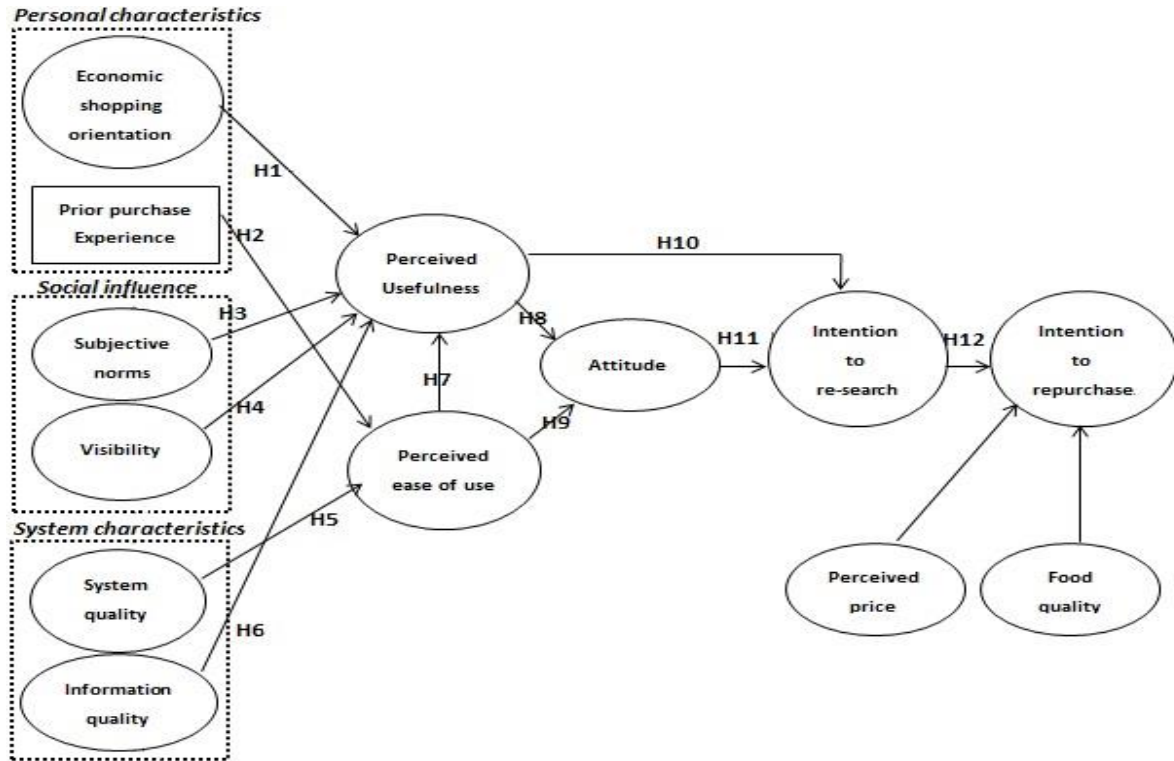 Personal characteristics
Economic
shopping
orientation
H1
Prior purchase
Experience
H2
Social influence
Subjective
norms
H3
Visibility
H4
System characteristics
System
quality
H5
Information
quality
H6
Perceived
Usefulness
H7
Perceived
ease of use
H8
H9
Attitude
H10
H11
Intention
to
re-search
H12
Intention
to
repurchase.
Perceived
price
Food
quality